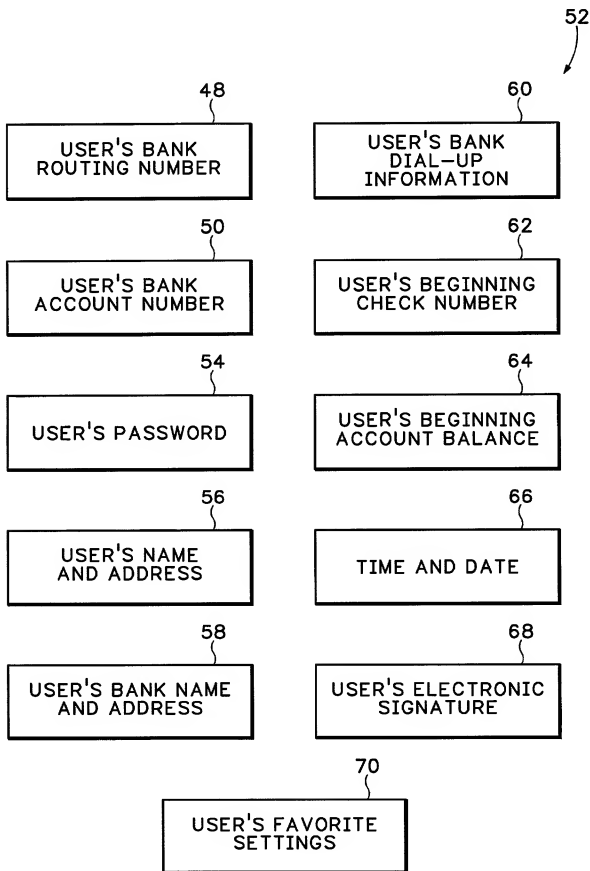 52
48
USER'S BANK
ROUTING NUMBER
60
USER'S BANK
DIAL-UP
INFORMATION
50
USER'S BANK
ACCOUNT NUMBER
62
USER'S BEGINNING
CHECK NUMBER
54
USER'S PASSWORD
64
USER'S BEGINNING
ACCOUNT BALANCE
56
USER'S NAME
AND ADDRESS
66
TIME AND DATE
58
USER'S BANK NAME
AND ADDRESS
68
USER'S ELECTRONIC
SIGNATURE
70
USER'S FAVORITE
SETTINGS